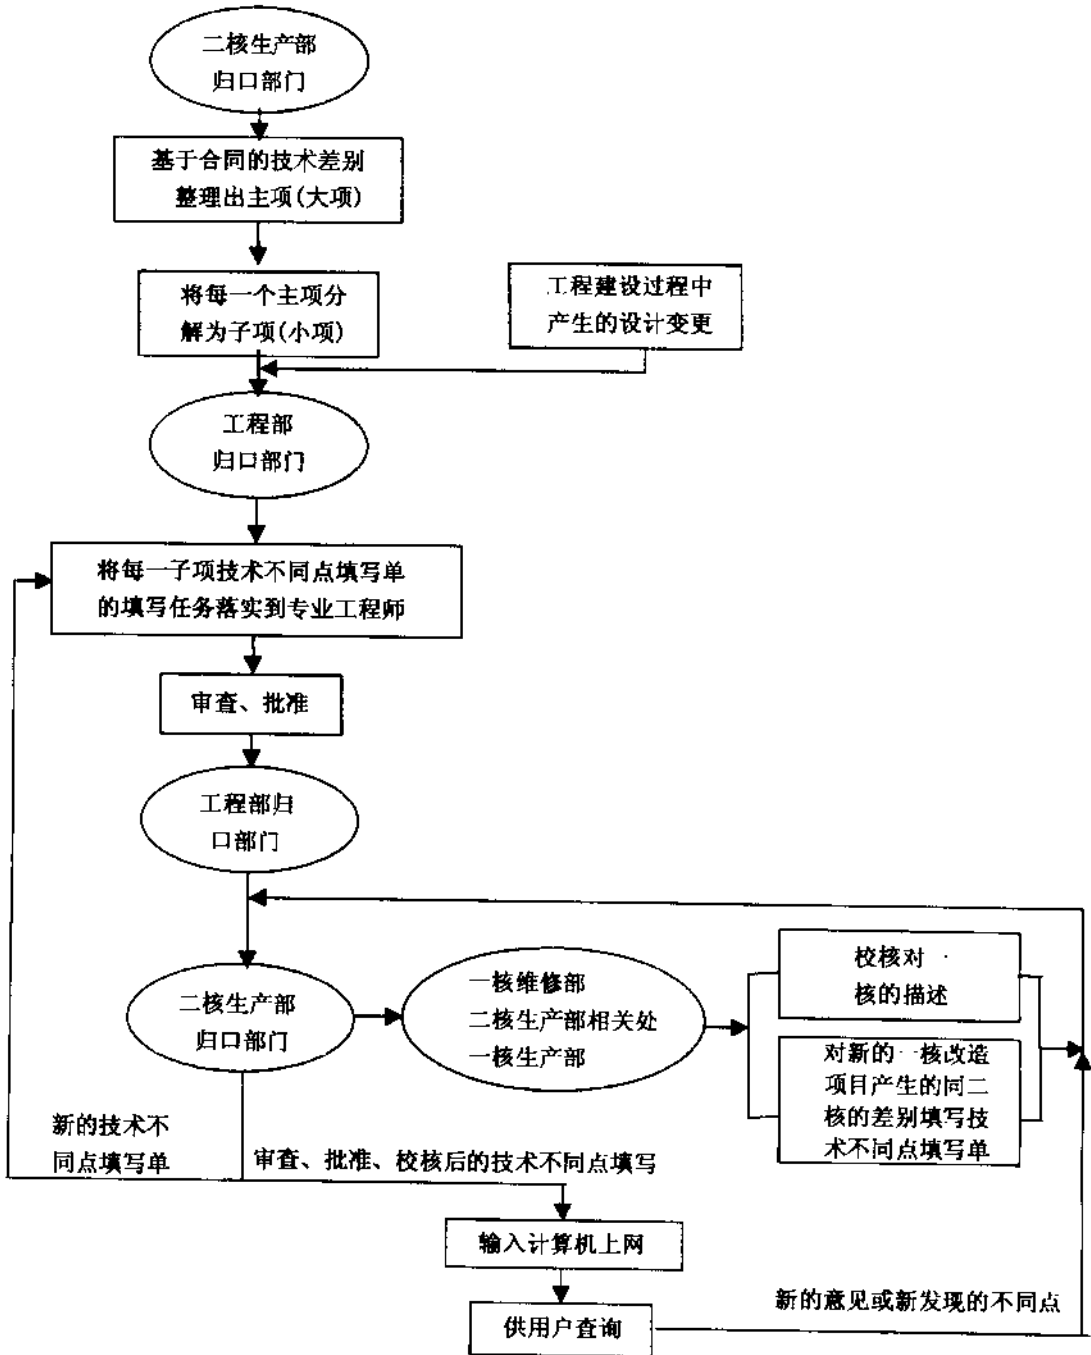 二核生产部
归口部门
基于合同的技术差别
整理出主项(大项)
将每一个主项分
解为子项(小项)
工程建设过程中
产生的设计变更
工程部
归口部门
将每一子项技术不同点填写单
的填写任务落实到专业工程师
审查、批准
工程部归
口部门
二核生产部
归口部门
一核维修部
二核生产部相关处
一核生产部
校核对一
核的描述
对新的一核改造
项目产生的同二
核的差别填写技
术不同点填写单
新的技术不
同点填写单
审查、批准、校核后的技术不同点填写
输入计算机上网
供用户查询
新的意见或新发现的不同点